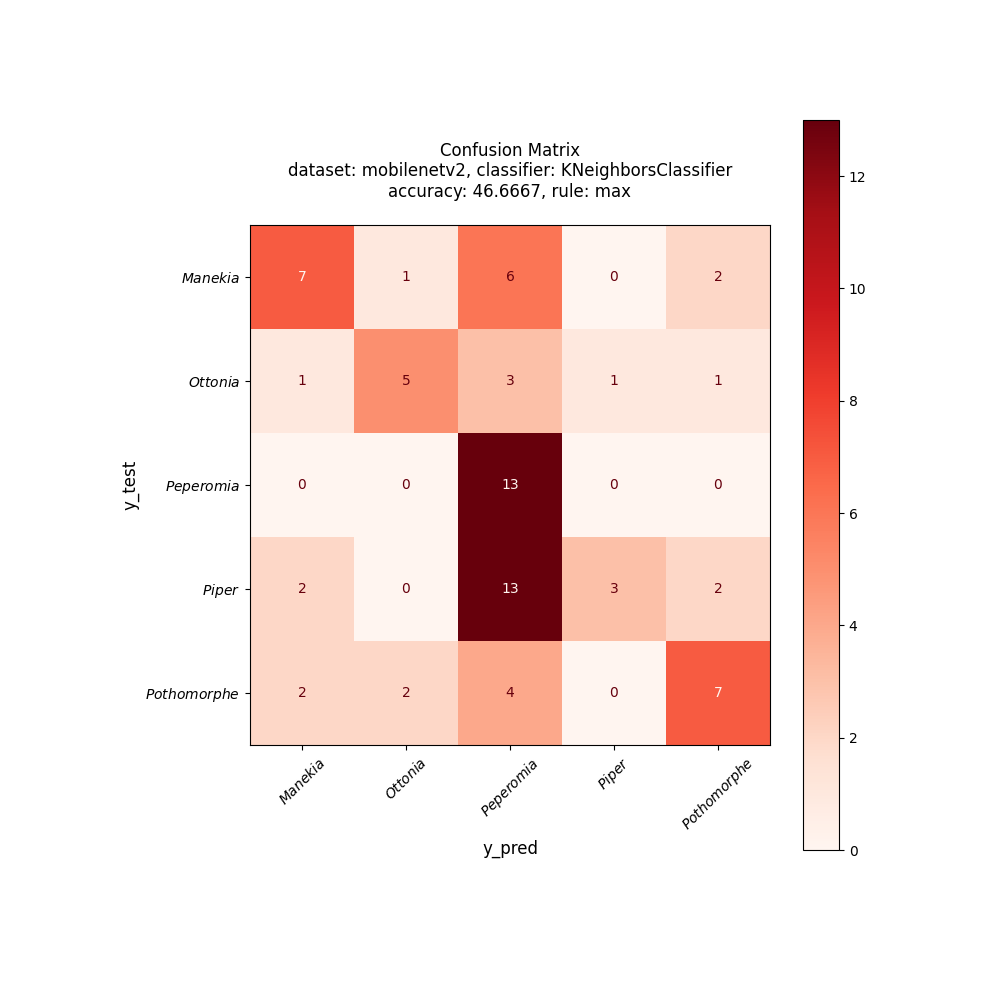 Confusion Matrix
dataset: mobilenetv2, classifier: KNeighborsClassifier
accuracy: 46.6667, rule: max
Manekia 7 1 6 0 2
Ottonia 1 5 3 1 1
Peperomia 0 0 13 0 0
Piper 2 0 13 3 2
Pothomorphe 2 2 4 0 7
Manekia Ottonia Peperomia Piper Pothomorphe
y_test
y_pred
12
10
8
6
4
2
0